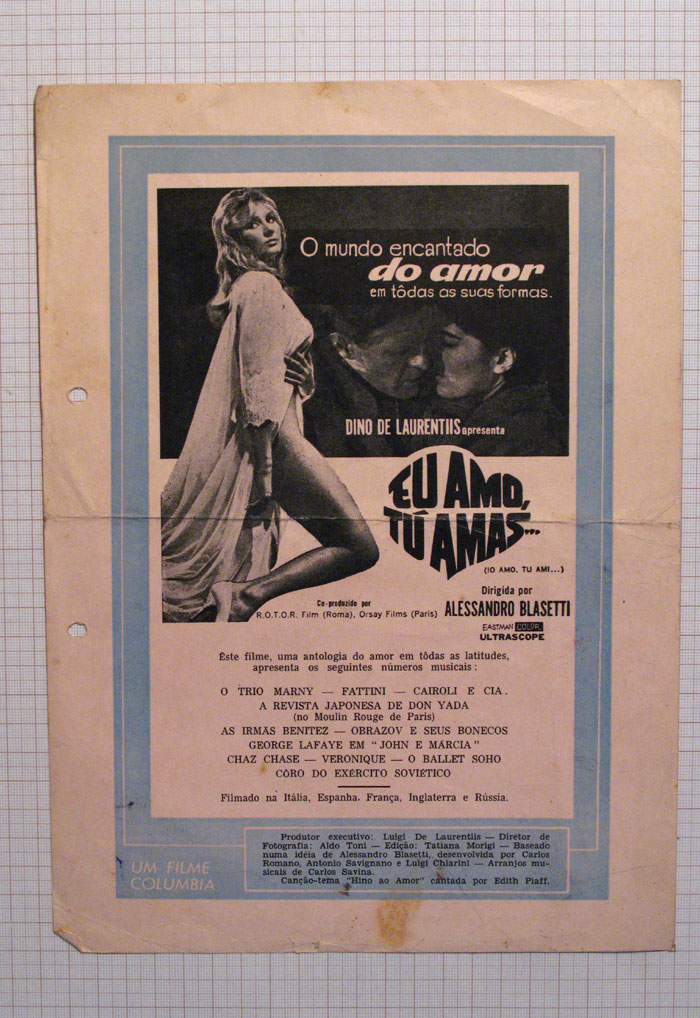 O mundo encantado
do amor
em tôdas as suas formas.
DINO DE LAURENTIIS apresenta
EU AMO,
TÚ AMAS...
(IO AMO, TU AMI...)
Dirigida por
ALESSANDRO BLASETTI
Co-produzido por
R.O.T.O.R. Film (Roma), Orsay Films (Paris)
EASTMAN COLOR
ULTRASCOPE
Êste filme, uma antologia do amor em tôdas as latitudes,
apresenta os seguintes números musicais:
O TRIO MARNY — FATTINI — CAIROLI E CIA.
A REVISTA JAPONESA DE DON YADA
(no Moulin Rouge de Paris)
AS IRMÃS BENITEZ — OBRAZOV E SEUS BONECOS
GEORGE LAFAYE EM "JOHN E MARCIA"
CHAZ CHASE — VERONIQUE — O BALLET SOHO
CÔRO DO EXÉRCITO SOVIÉTICO
Filmado na Itália, Espanha, França, Inglaterra e Rússia.
UM FILME
COLUMBIA
Produtor executivo: Luigi De Laurentiis — Diretor de
Fotografia: Aldo Toni — Edição: Tatiana Morigi — Baseado
numa idéia de Alessandro Blasetti, desenvolvida por Carlos
Romano, Antonio Savignano e Luigi Chiarini — Arranjos mu-
sicais de Carlos Savina.
Canção-tema "Hino ao Amor" cantada por Edith Piaff.